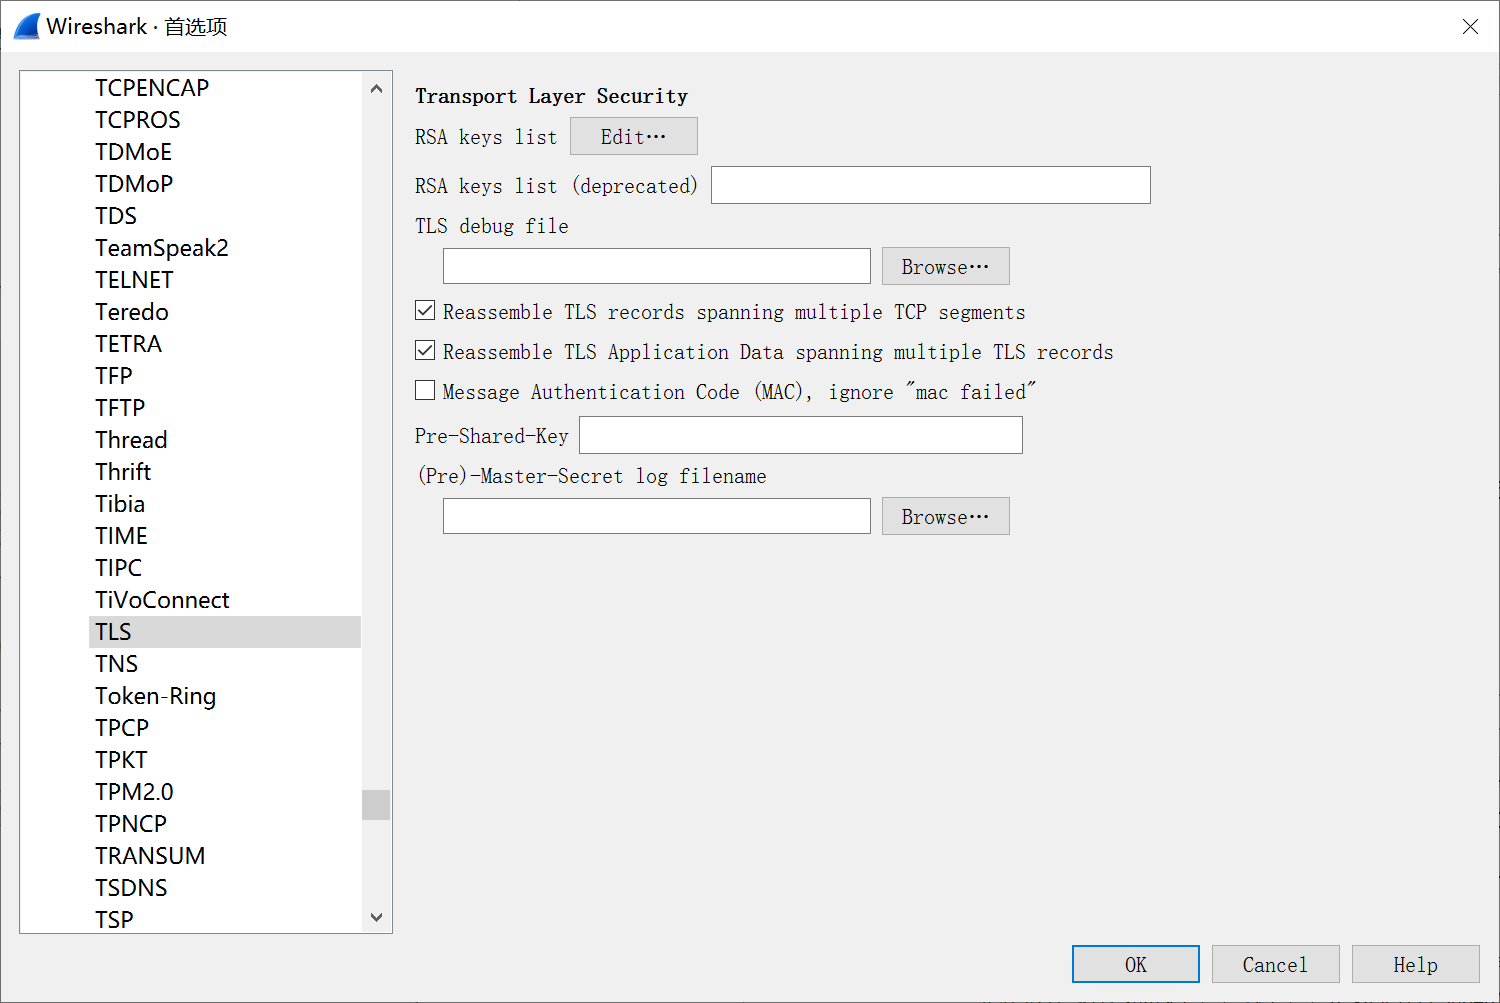 Wireshark · 首选项
TCPENCAP
TCPROS
TDMoE
TDMoP
TDS
TeamSpeak2
TELNET
Teredo
TETRA
TFP
TFTP
Thread
Thrift
Tibia
TIME
TIPC
TiVoConnect
TLS
TNS
Token-Ring
TPCP
TPKT
TPM2.0
TPNCP
TRANSUM
TSDNS
TSP
Transport Layer Security
RSA keys list Edit…
RSA keys list (deprecated)
TLS debug file
Browse…
Reassemble TLS records spanning multiple TCP segments
Reassemble TLS Application Data spanning multiple TLS records
Message Authentication Code (MAC), ignore "mac failed"
Pre-Shared-Key
(Pre)-Master-Secret log filename
Browse…
OK Cancel Help